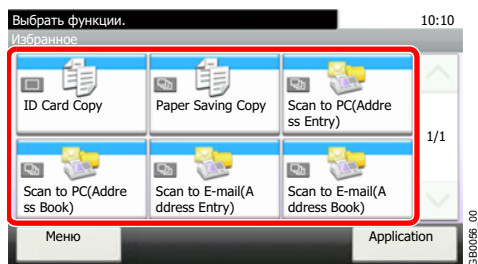 Выбрать функции.
10:10
Избранное
ID Card Copy
Paper Saving Copy
Scan to PC(Addre
ss Entry)
1/1
Scan to PC(Addre
ss Book)
Scan to E-mail(A
ddress Entry)
Scan to E-mail(A
ddress Book)
Меню
Application
GB0056_00